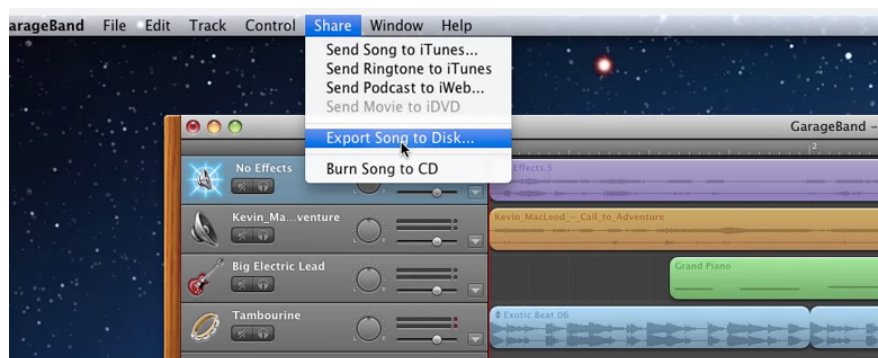 arageBand File Edit Track Control Share Window Help
Send Song to iTunes...
Send Ringtone to iTunes
Send Podcast to iWeb...
Send Movie to iDVD
Export Song to Disk...
Burn Song to CD
GarageBand -
2
No Effects
Effects.3
Kevin_Ma...venture
Kevin_MacLeod_-_Call_to_Adventure
Big Electric Lead
Grand Piano
Tambourine
Exotic Beat 06